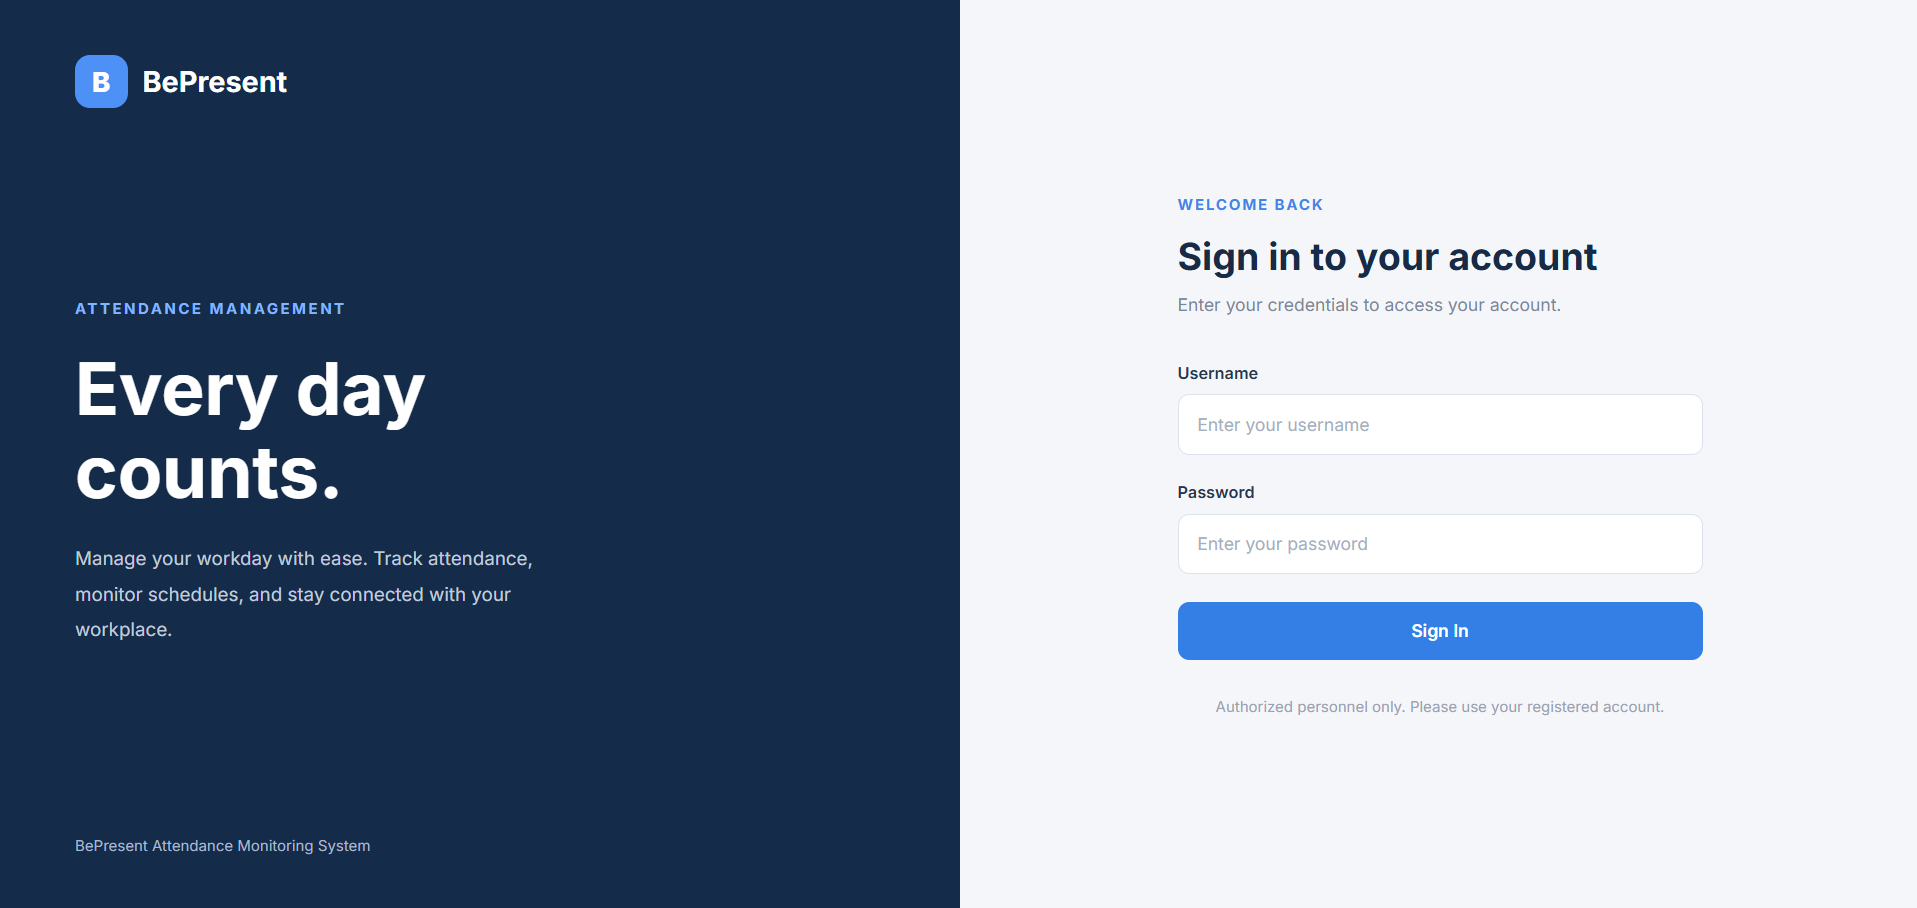 B
BePresent
ATTENDANCE MANAGEMENT
Every day
counts.
Manage your workday with ease. Track attendance,
monitor schedules, and stay connected with your
workplace.
BePresent Attendance Monitoring System
WELCOME BACK
Sign in to your account
Enter your credentials to access your account.
Username
Enter your username
Password
Enter your password
Sign In
Authorized personnel only. Please use your registered account.